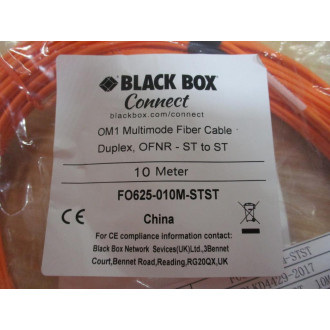 BLACK BOX
Connect
blackbox.com/connect
OM1 Multimode Fiber Cable
Duplex, OFNR - ST to ST
10 Meter
FO625-010M-STST
CE
China
For CE compliance information contact:
Black Box Network Sevices(UK)Ltd.,3Bennet
Court,Bennet Road,Reading,RG20QX,UK
-2017